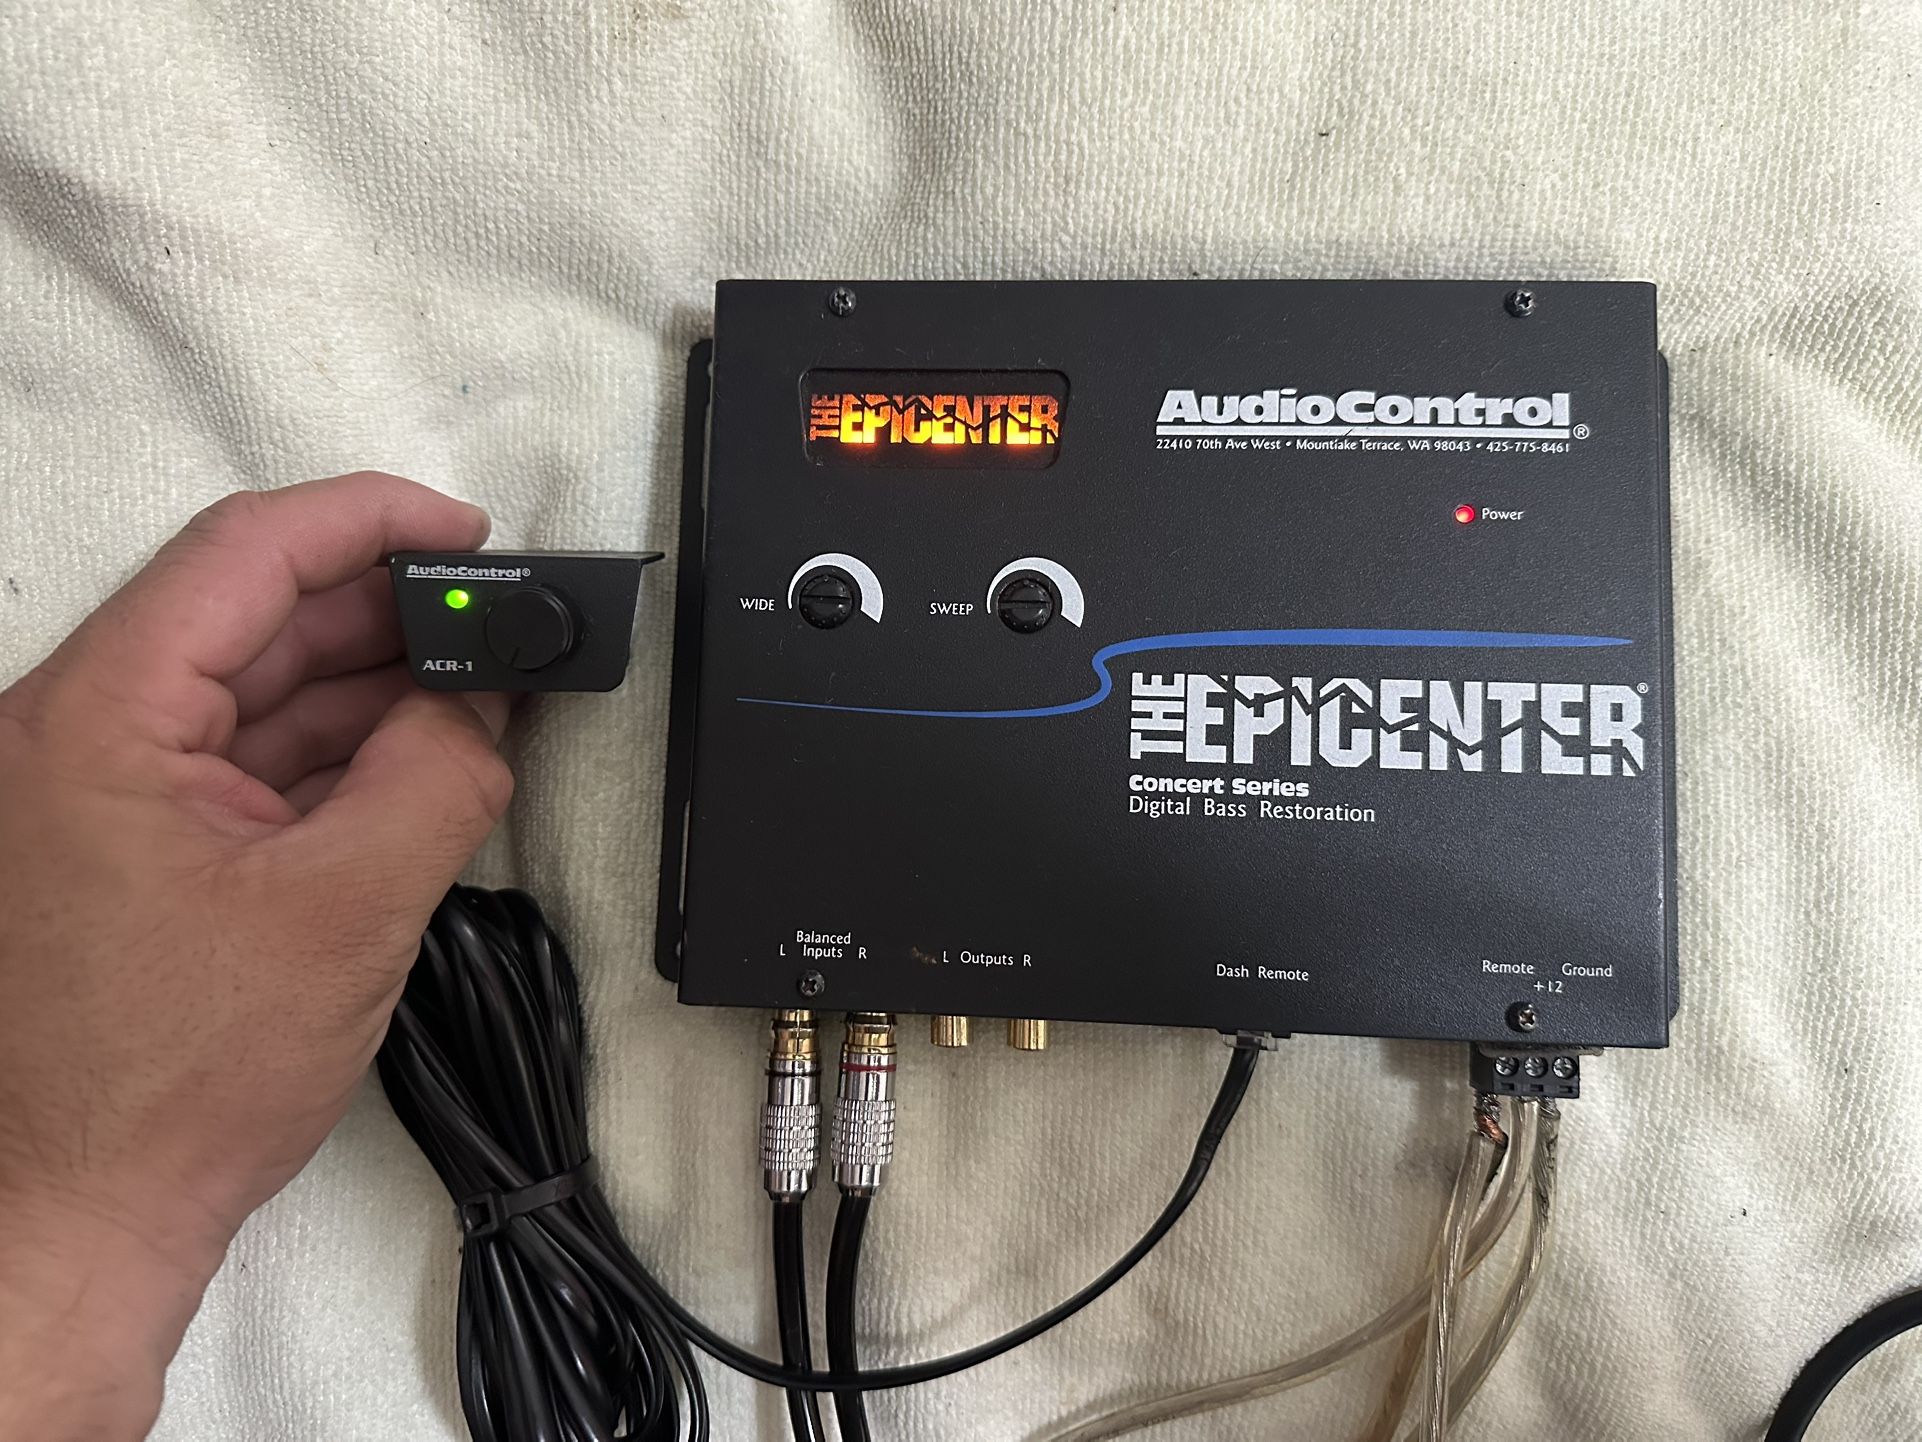 THE EPICENTER
AudioControl®
22410 70th Ave West • Mountlake Terrace, WA 98043 • 425-775-8461
Power
AudioControl®
ACR-1
WIDE
SWEEP
THE EPICENTER®
Concert Series
Digital Bass Restoration
Balanced
L Inputs R
L Outputs R
Dash Remote
Remote Ground
+12